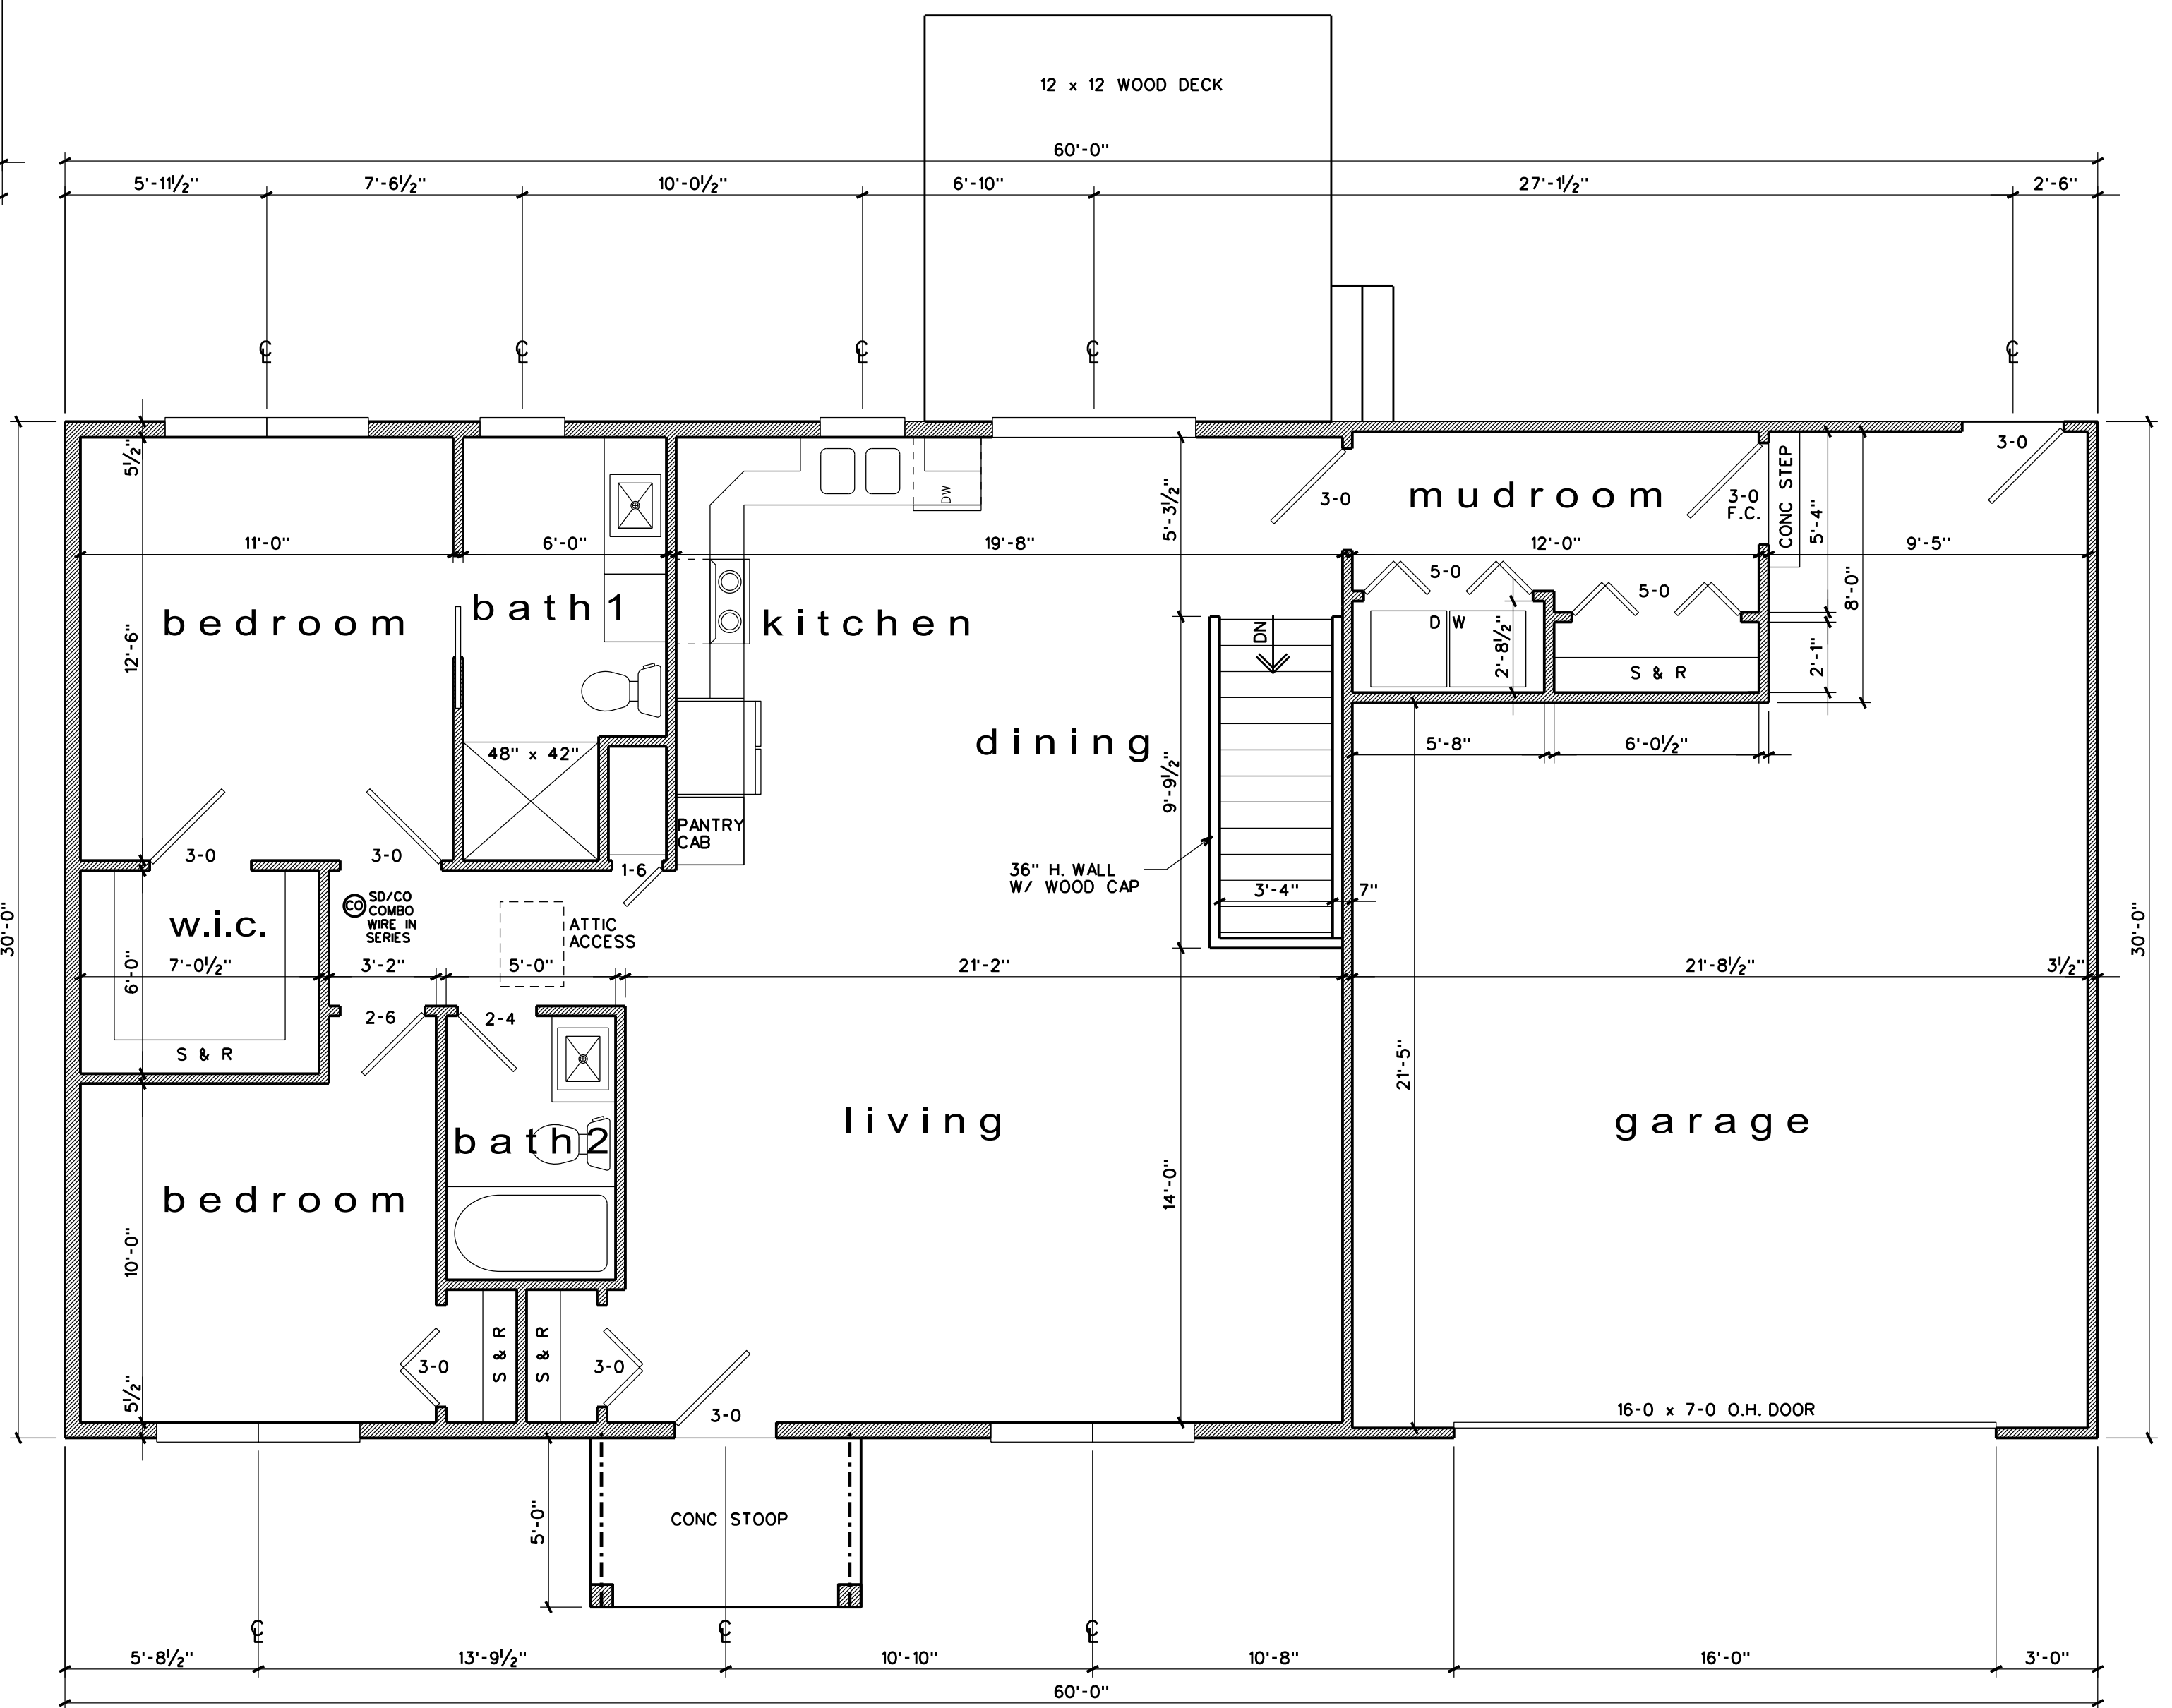 12 x 12 WOOD DECK
60'-0"
5'-11½" 7'-6½" 10'-0½" 6'-10" 27'-1½" 2'-6"
℄ ℄ ℄ ℄ ℄
5½"
3-0
3-0
mudroom
3-0
F.C.
CONC STEP
DW
5'-3½"
5'-4"
11'-0" 6'-0" 19'-8" 12'-0" 9'-5"
5-0
5-0
8'-0"
bedroom
bath1
kitchen
12'-6"
DN
D W
2'-8½"
S & R
2'-1"
dining
48" x 42"
5'-8" 6'-0½"
9'-9½"
PANTRY
CAB
3-0
3-0
1-6
36" H. WALL
W/ WOOD CAP
3'-4" 7"
CO
SD/CO
COMBO
WIRE IN
SERIES
w.i.c.
ATTIC
ACCESS
30'-0"
30'-0"
6'-0"
7'-0½" 3'-2" 5'-0" 21'-2" 21'-8½" 3½"
2-6
2-4
S & R
21'-5"
living
garage
bath2
bedroom
14'-0"
10'-0"
S & R
S & R
3-0
3-0
5½"
3-0
16-0 x 7-0 O.H. DOOR
5'-0"
CONC STOOP
℄ ℄ ℄
5'-8½" 13'-9½" 10'-10" 10'-8" 16'-0" 3'-0"
60'-0"